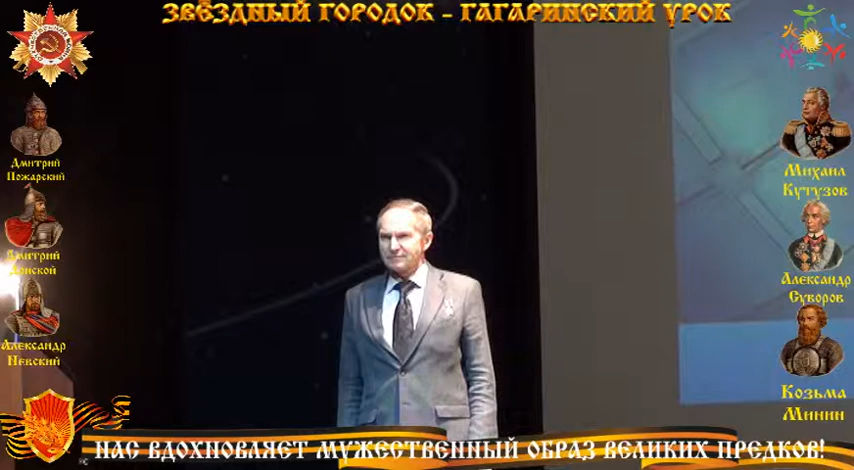 ЗВЁЗДНЫЙ ГОРОДОК - ГАГАРИНСКИЙ УРОК
Дмитрий
Пожарский
Дмитрий
Донской
Александр
Невский
Михаил
Кутузов
Александр
Суворов
Козьма
Минин
НАС ВДОХНОВЛЯЕТ МУЖЕСТВЕННЫЙ ОБРАЗ ВЕЛИКИХ ПРЕДКОВ!